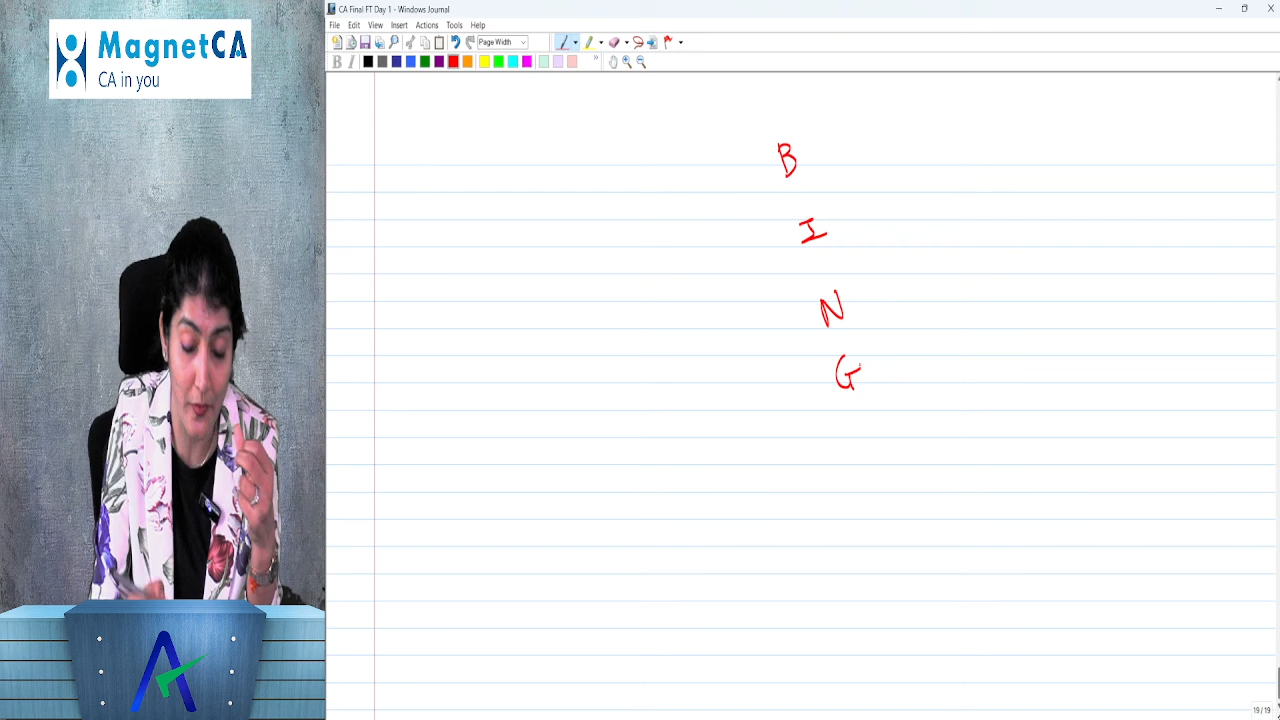 CA Final FT Day 1 - Windows Journal
File Edit View Insert Actions Tools Help
Page Width
B I
MagnetCA
CA in you
B
I
N
G
19/19